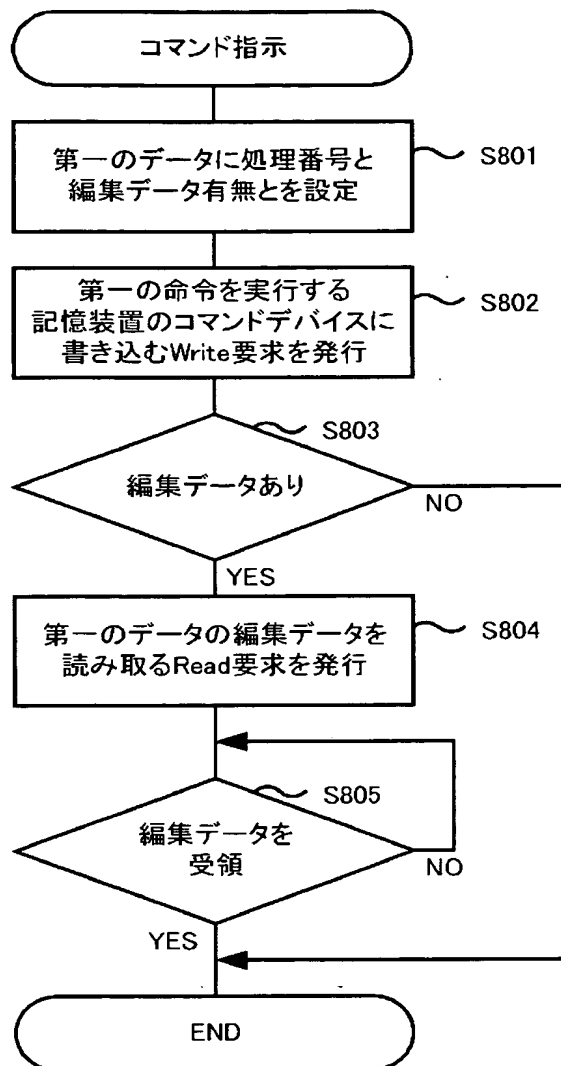 コマンド指示
第一のデータに処理番号と
編集データ有無とを設定
S801
第一の命令を実行する
記憶装置のコマンドデバイスに
書き込むWrite要求を発行
S802
S803
編集データあり
NO
YES
第一のデータの編集データを
読み取るRead要求を発行
S804
S805
編集データを
受領
NO
YES
END